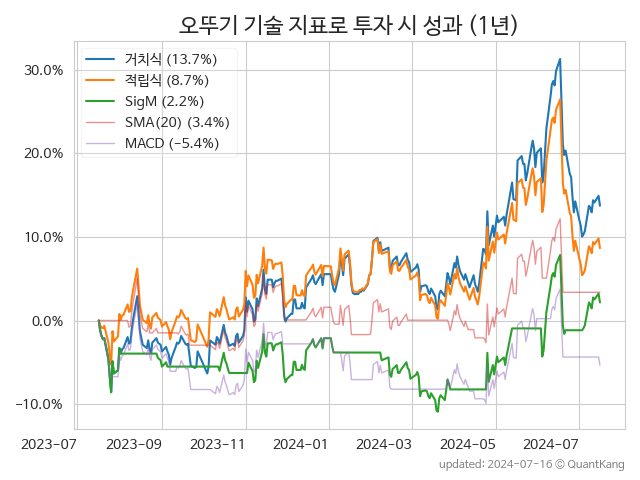 오뚜기 기술 지표로 투자 시 성과 (1년)
거치식 (13.7%)
적립식 (8.7%)
SigM (2.2%)
SMA(20) (3.4%)
MACD (−5.4%)
30.0%
20.0%
10.0%
0.0%
−10.0%
2023-07 2023-09 2023-11 2024-01 2024-03 2024-05 2024-07
updated: 2024-07-16 © QuantKang